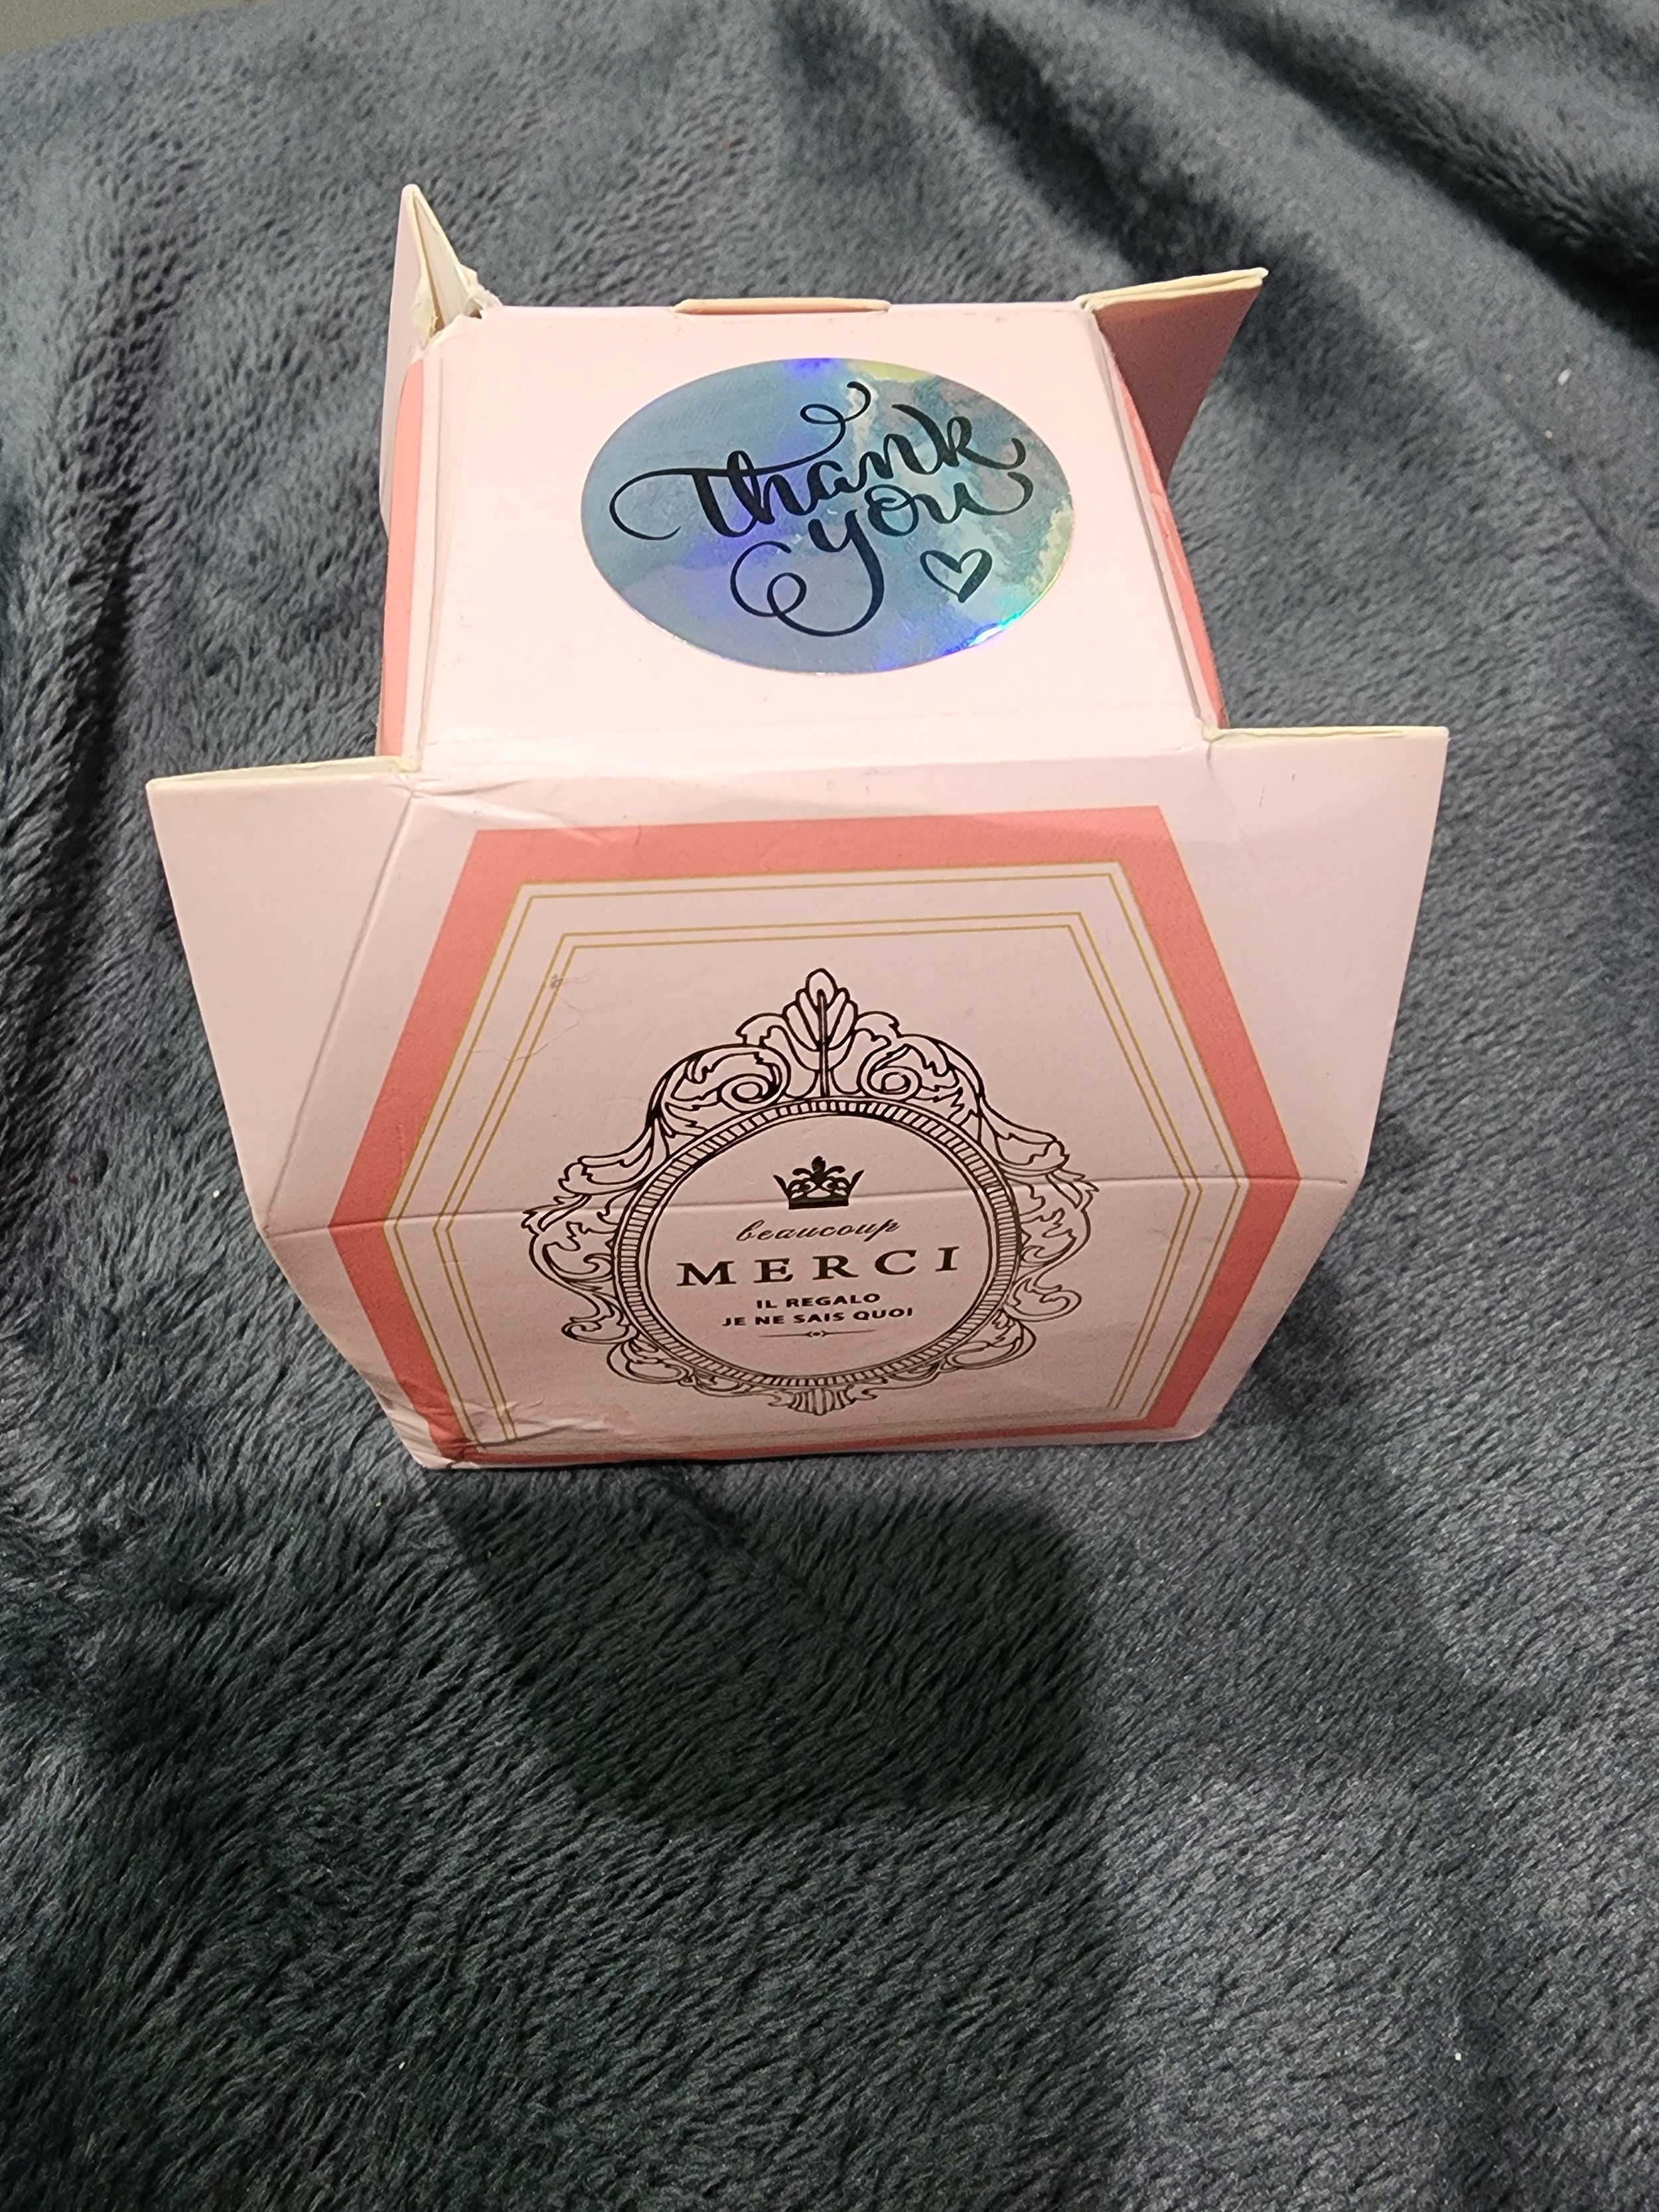 Thank
you
beaucoup
MERCI
IL REGALO
JE NE SAIS QUOI